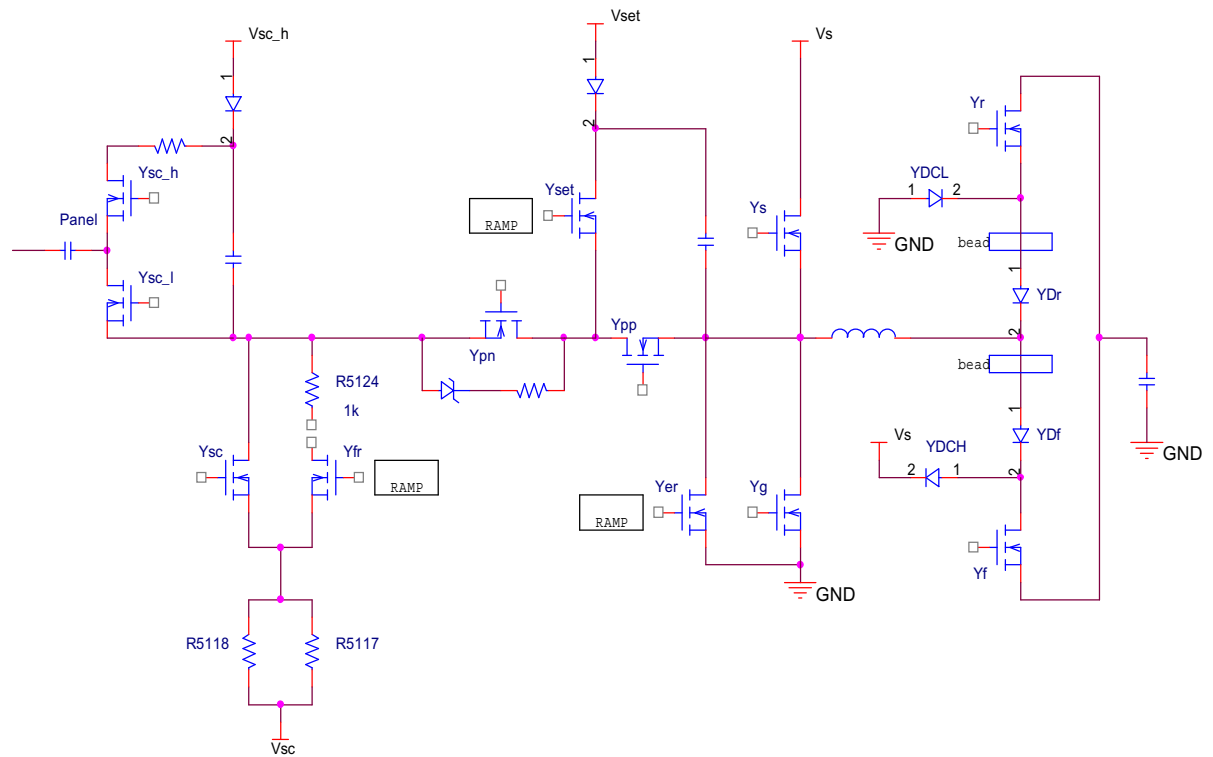 Vset
Vsc_h
Vs
1
1
Yr
2
2
Ysc_h
Yset
YDCL
1
2
Panel
RAMP
Ys
GND
bead
Ysc_l
1
YDr
Ypp
2
Ypn
bead
R5124
1k
1
YDf
Vs
YDCH
GND
Ysc
Yfr
2
1
2
RAMP
Yer
Yg
RAMP
Yf
GND
R5118
R5117
Vsc